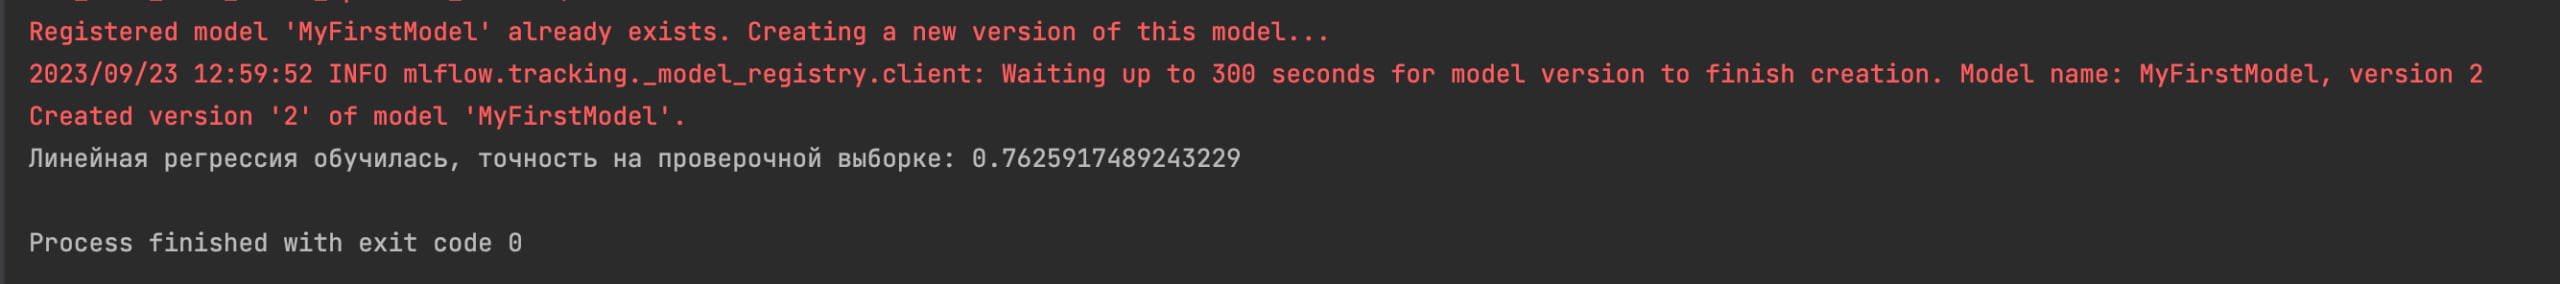 Registered model 'MyFirstModel' already exists. Creating a new version of this model...
2023/09/23 12:59:52 INFO mlflow.tracking._model_registry.client: Waiting up to 300 seconds for model version to finish creation. Model name: MyFirstModel, version 2
Created version '2' of model 'MyFirstModel'.
Линейная регрессия обучилась, точность на проверочной выборке: 0.7625917489243229
Process finished with exit code 0